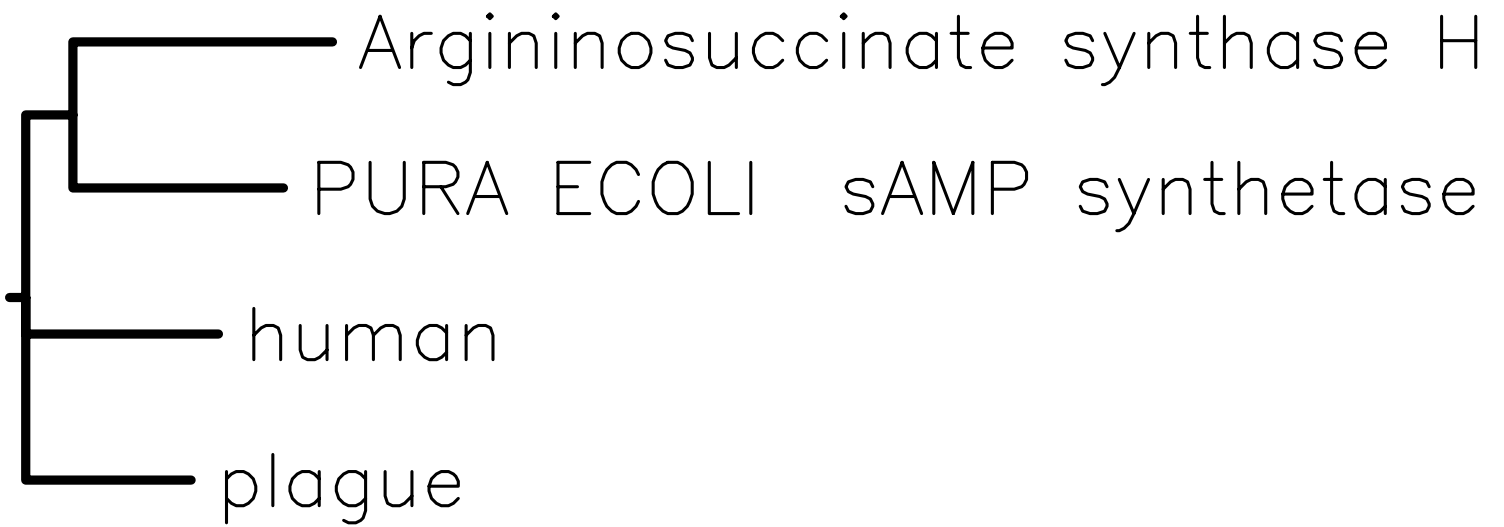 Argininosuccinate synthase H
PURA ECOLI sAMP synthetase
human
plague